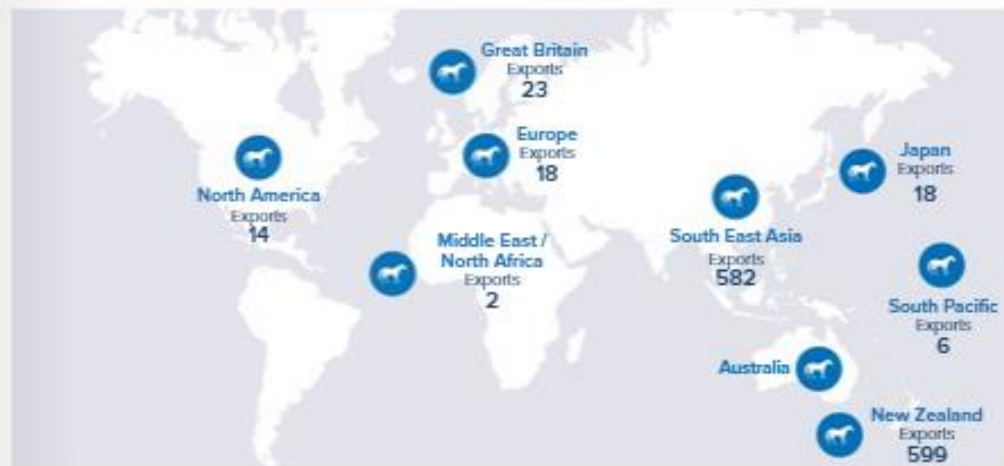 Great Britain
Exports
23
Europe
Exports
18
Japan
Exports
18
North America
Exports
14
Middle East /
North Africa
Exports
2
South East Asia
Exports
582
South Pacific
Exports
6
Australia
New Zealand
Exports
599